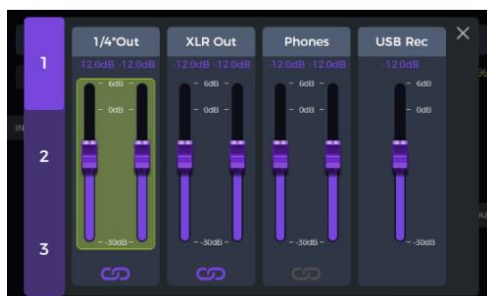 1/4"Out XLR Out Phones USB Rec
1
-12.0dB -12.0dB -12.0dB -12.0dB -12.0dB -12.0dB -12.0dB
6dB 6dB 6dB 6dB
0dB 0dB 0dB 0dB
IN
2
-30dB -30dB -30dB -30dB
3